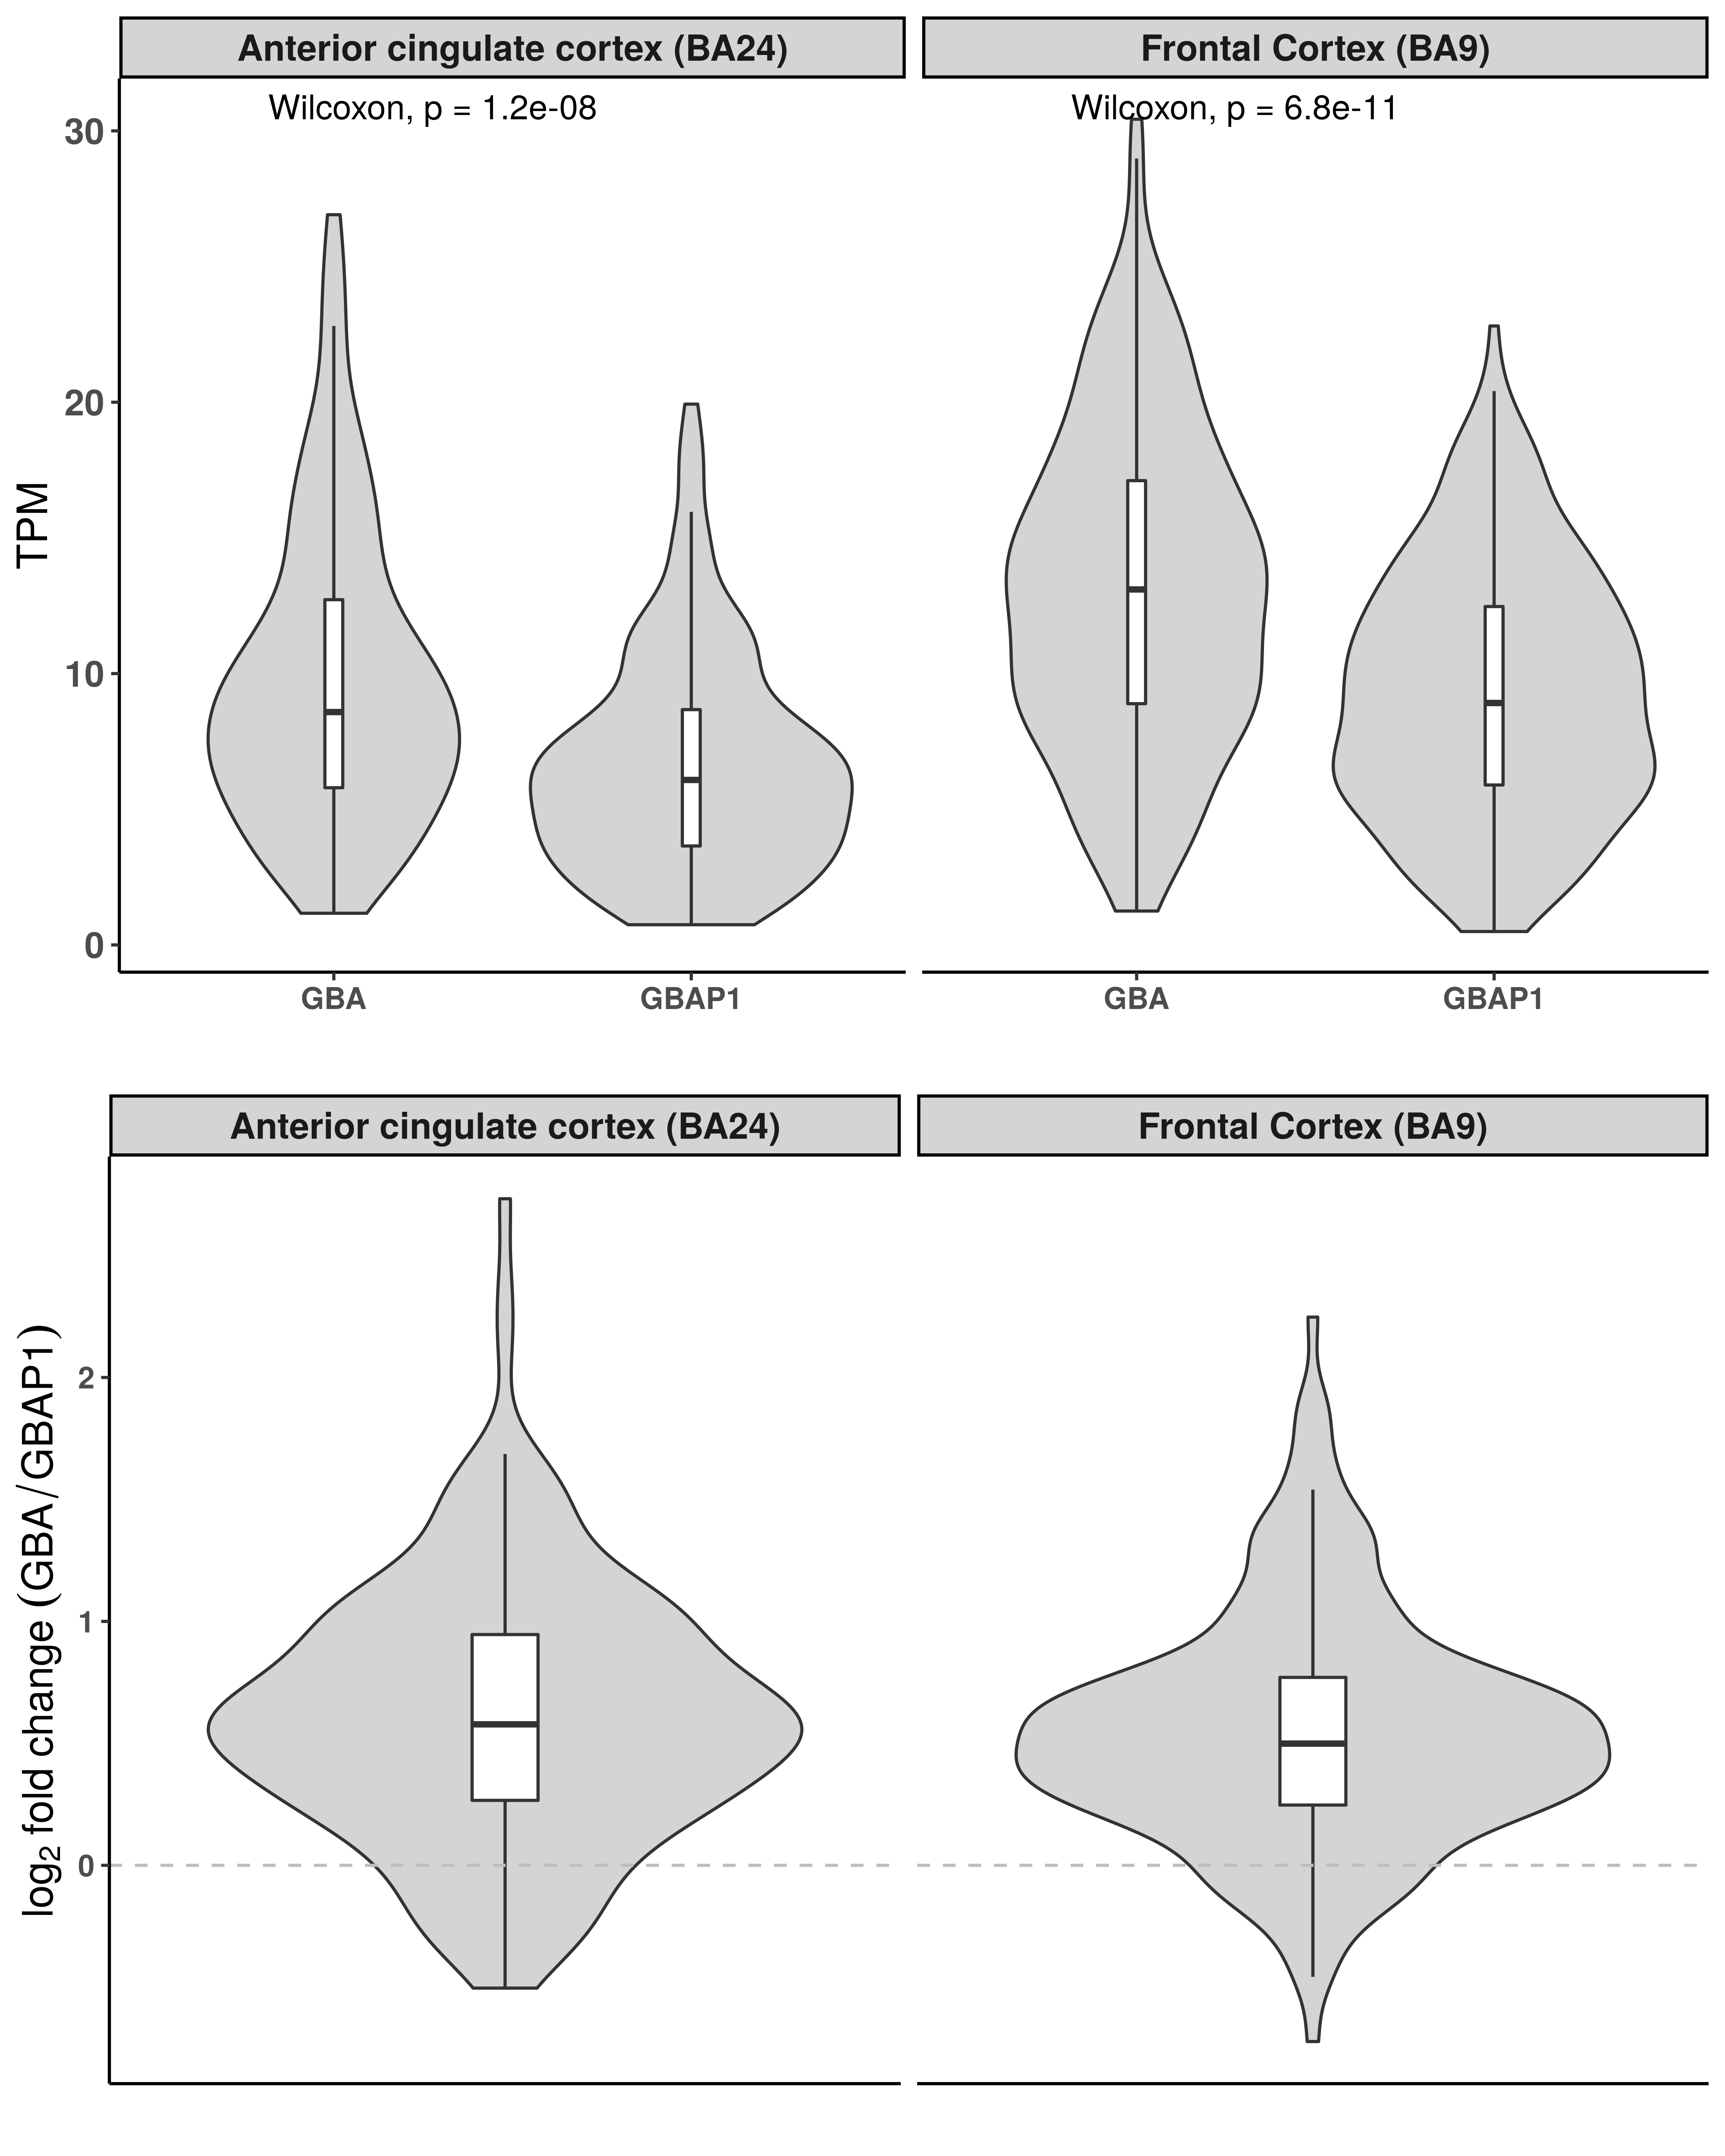 Anterior cingulate cortex (BA24)
Frontal Cortex (BA9)
Wilcoxon, p = 1.2e-08
Wilcoxon, p = 6.8e-11
30
20
10
0
TPM
GBA
GBAP1
GBA
GBAP1
Anterior cingulate cortex (BA24)
Frontal Cortex (BA9)
2
1
0
log₂ fold change (GBA/GBAP1)